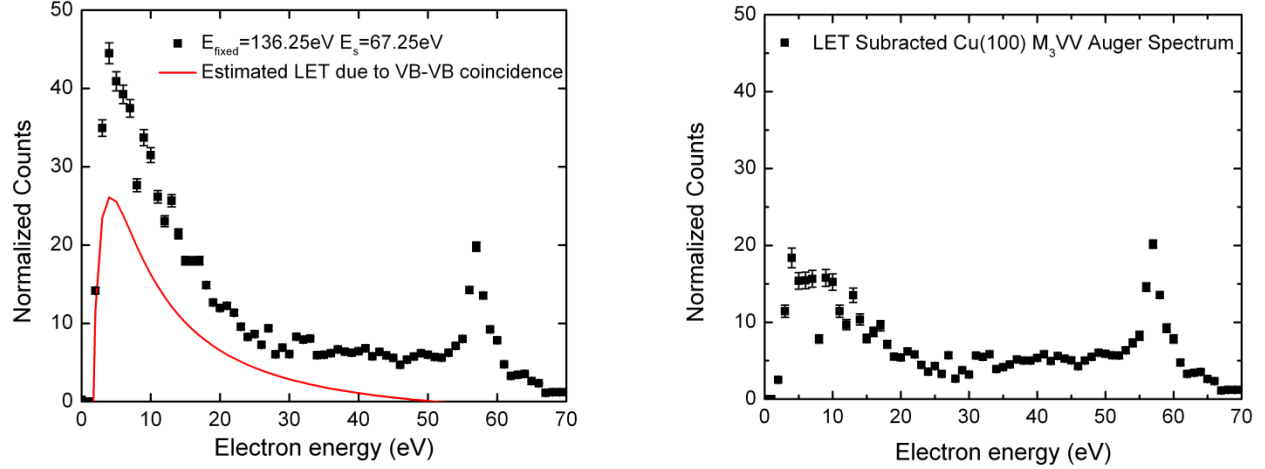 50
40
30
20
10
0
Normalized Counts
E_fixed=136.25eV E_s=67.25eV
Estimated LET due to VB-VB coincidence
0 10 20 30 40 50 60 70
Electron energy (eV)
50
40
30
20
10
0
Normalized Counts
LET Subracted Cu(100) M₃VV Auger Spectrum
0 10 20 30 40 50 60 70
Electron energy (eV)